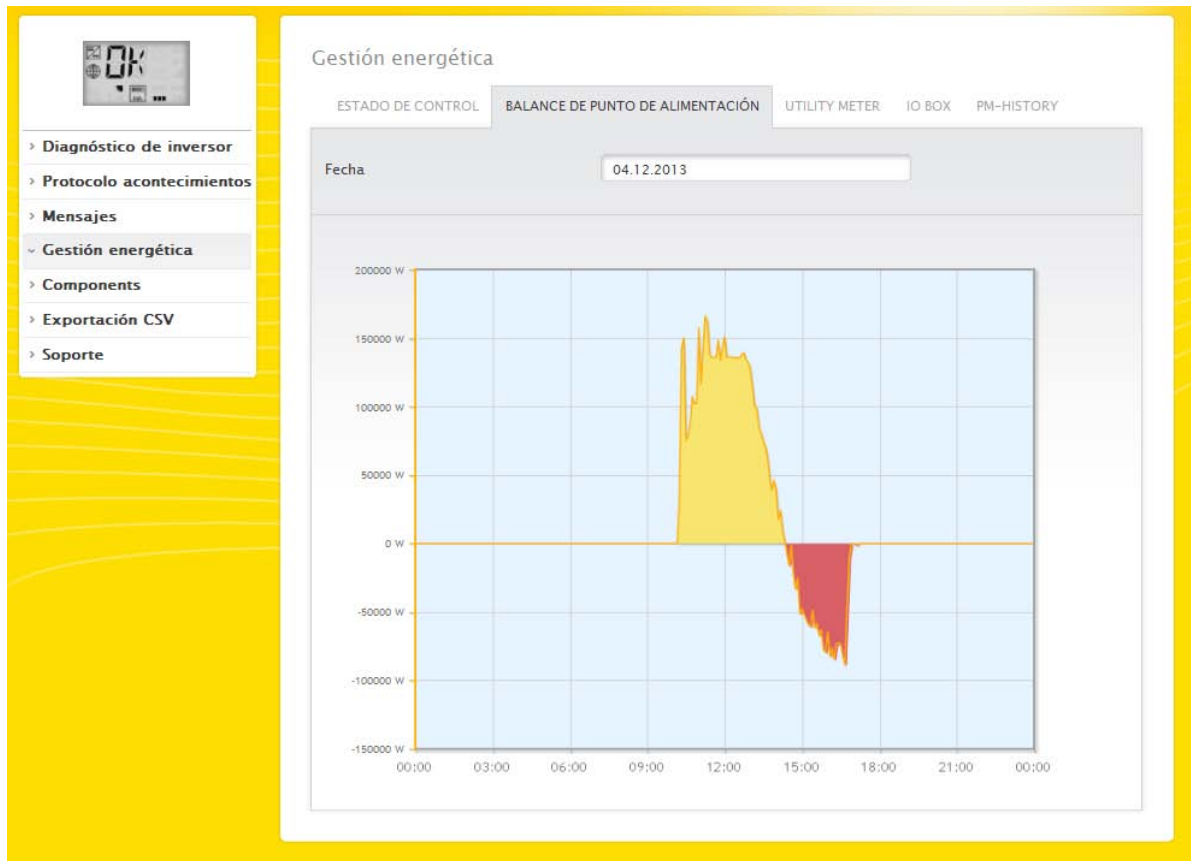 OK
Diagnóstico de inversor
Protocolo acontecimientos
Mensajes
Gestión energética
Components
Exportación CSV
Soporte
Gestión energética
ESTADO DE CONTROL BALANCE DE PUNTO DE ALIMENTACIÓN UTILITY METER IO BOX PM-HISTORY
Fecha 04.12.2013
200000 W
150000 W
100000 W
50000 W
0 W
-50000 W
-100000 W
-150000 W
00:00 03:00 06:00 09:00 12:00 15:00 18:00 21:00 00:00